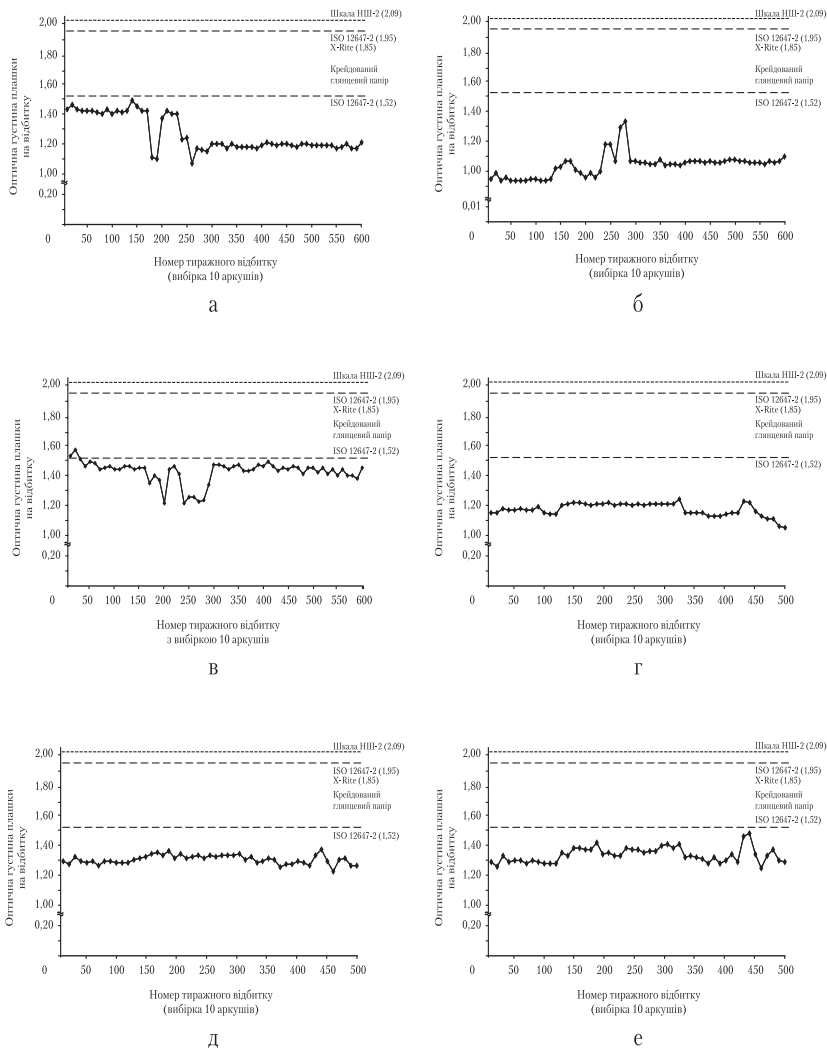 Шкала НШ-2 (2,09)
2,00
ISO 12647-2 (1,95)
X-Rite (1,85)
1,80
Крейдований
глянцевий папір
1,60
ISO 12647-2 (1,52)
1,40
1,20
1,00
0,20
Оптична густина плашки
на відбитку
0 50 100 150 200 250 300 350 400 450 500 550 600
Номер тиражного відбитку
(вибірка 10 аркушів)
а
Шкала НШ-2 (2,09)
2,00
ISO 12647-2 (1,95)
X-Rite (1,85)
1,80
Крейдований
глянцевий папір
1,60
ISO 12647-2 (1,52)
1,40
1,20
1,00
0,01
Оптична густина плашки
на відбитку
0 50 100 150 200 250 300 350 400 450 500 550 600
Номер тиражного відбитку
(вибірка 10 аркушів)
б
Шкала НШ-2 (2,09)
2,00
ISO 12647-2 (1,95)
X-Rite (1,85)
1,80
Крейдований
глянцевий папір
1,60
ISO 12647-2 (1,52)
1,40
1,20
1,00
0,20
Оптична густина плашки
на відбитку
0 50 100 150 200 250 300 350 400 450 500 550 600
Номер тиражного відбитку
з вибіркою 10 аркушів
в
Шкала НШ-2 (2,09)
2,00
ISO 12647-2 (1,95)
X-Rite (1,85)
1,80
Крейдований
глянцевий папір
1,60
ISO 12647-2 (1,52)
1,40
1,20
1,00
0,20
Оптична густина плашки
на відбитку
0 50 100 150 200 250 300 350 400 450 500
Номер тиражного відбитку
(вибірка 10 аркушів)
г
Шкала НШ-2 (2,09)
2,00
ISO 12647-2 (1,95)
X-Rite (1,85)
1,80
Крейдований
глянцевий папір
1,60
ISO 12647-2 (1,52)
1,40
1,20
1,00
0,20
Оптична густина плашки
на відбитку
0 50 100 150 200 250 300 350 400 450 500
Номер тиражного відбитку
(вибірка 10 аркушів)
д
Шкала НШ-2 (2,09)
2,00
ISO 12647-2 (1,95)
X-Rite (1,85)
1,80
Крейдований
глянцевий папір
1,60
ISO 12647-2 (1,52)
1,40
1,20
1,00
0,20
Оптична густина плашки
на відбитку
0 50 100 150 200 250 300 350 400 450 500
Номер тиражного відбитку
(вибірка 10 аркушів)
е